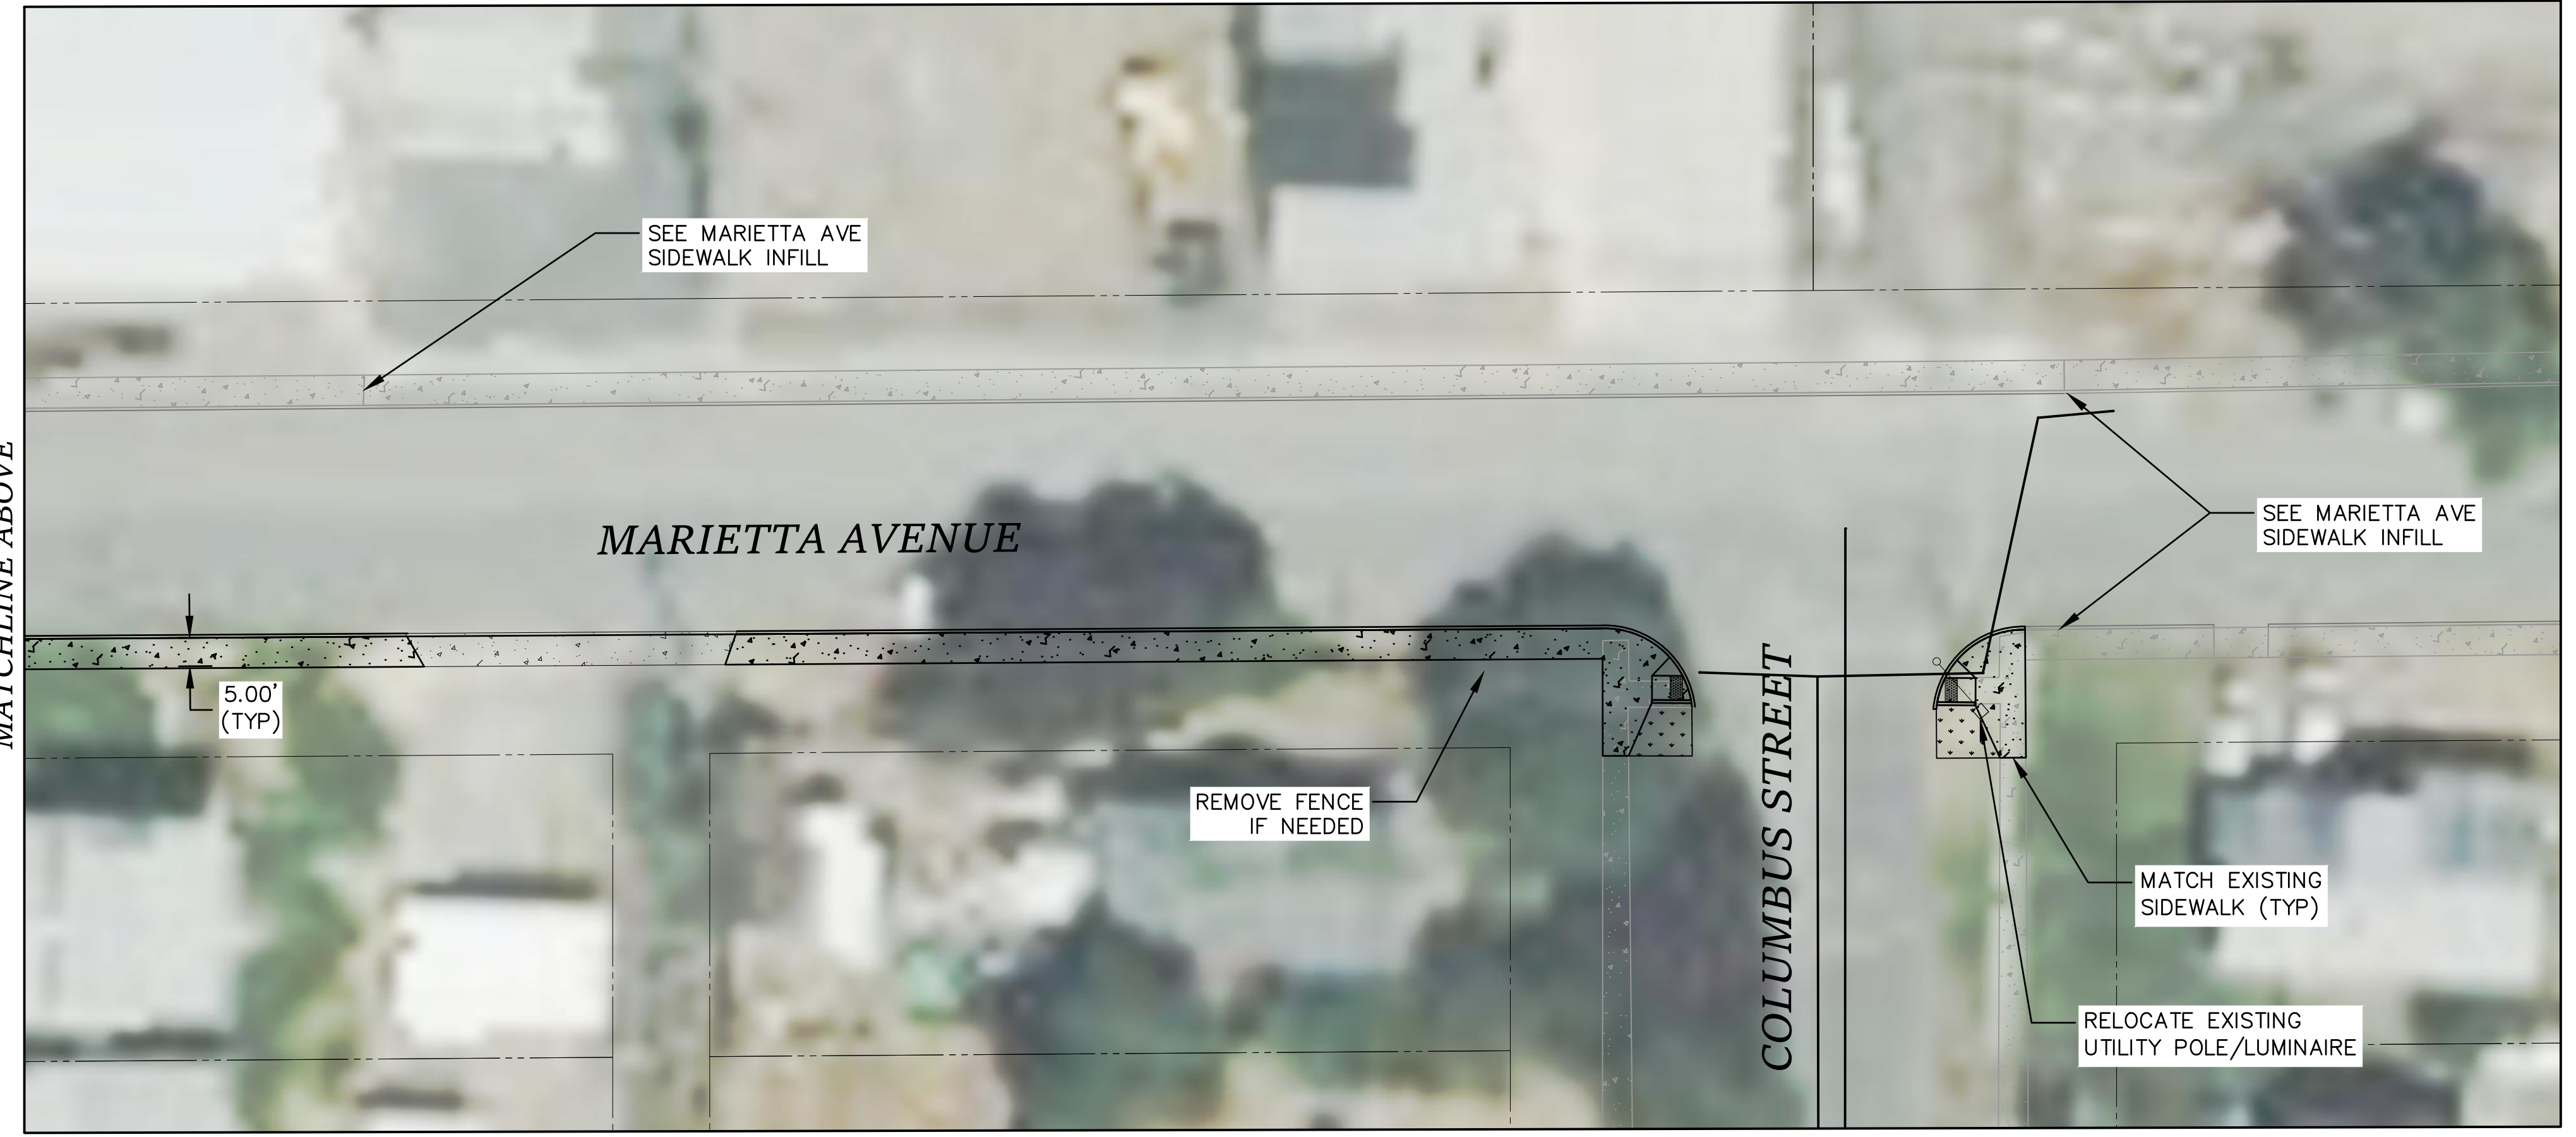 SEE MARIETTA AVE
SIDEWALK INFILL
MATCHLINE ABOVE
MARIETTA AVENUE
SEE MARIETTA AVE
SIDEWALK INFILL
5.00'
(TYP)
REMOVE FENCE
IF NEEDED
COLUMBUS STREET
MATCH EXISTING
SIDEWALK (TYP)
RELOCATE EXISTING
UTILITY POLE/LUMINAIRE